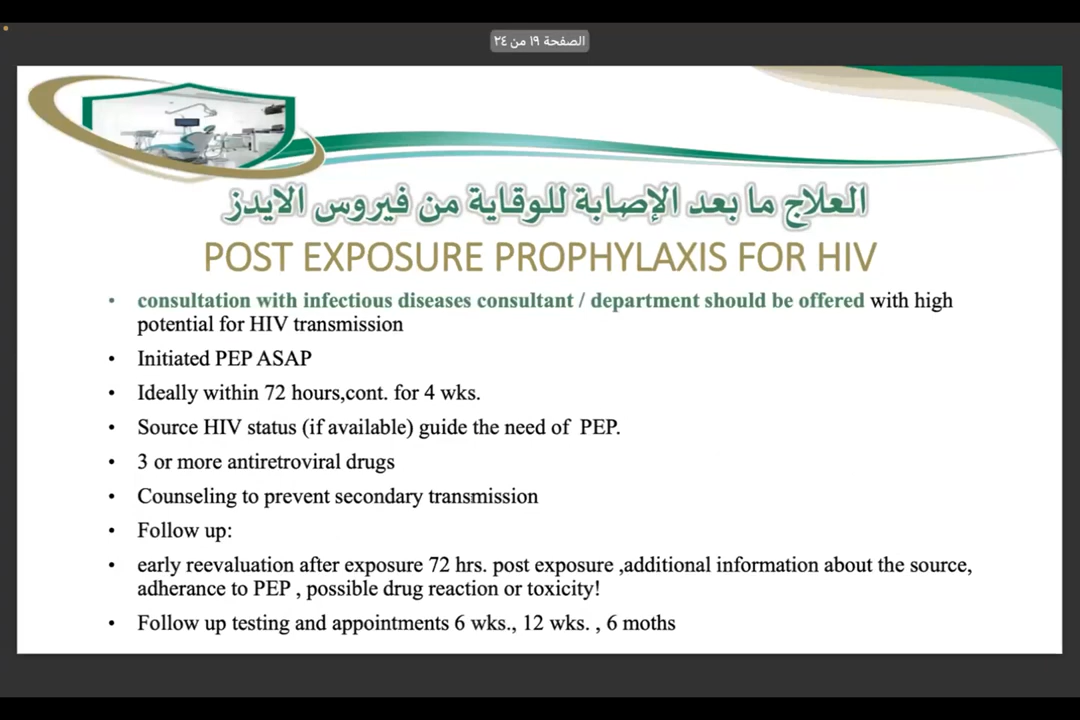 الصفحة ١٩ من ٢٤
العلاج ما بعد الإصابة للوقاية من فيروس الايدز
POST EXPOSURE PROPHYLAXIS FOR HIV
• consultation with infectious diseases consultant / department should be offered with high
potential for HIV transmission
• Initiated PEP ASAP
• Ideally within 72 hours,cont. for 4 wks.
• Source HIV status (if available) guide the need of PEP.
• 3 or more antiretroviral drugs
• Counseling to prevent secondary transmission
• Follow up:
• early reevaluation after exposure 72 hrs. post exposure ,additional information about the source,
adherance to PEP , possible drug reaction or toxicity!
• Follow up testing and appointments 6 wks., 12 wks. , 6 moths